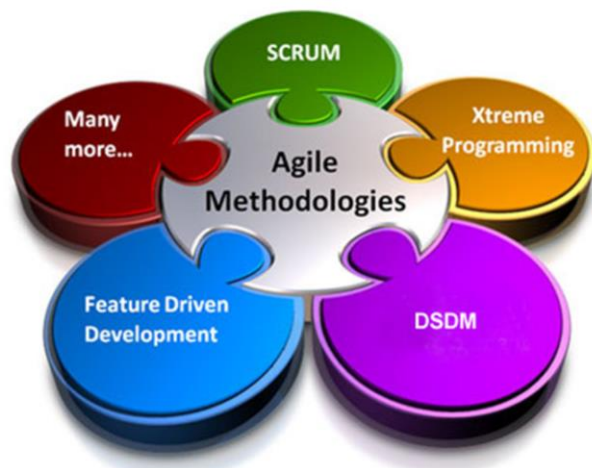 SCRUM
Many
more...
Xtreme
Programming
Agile
Methodologies
Feature Driven
Development
DSDM